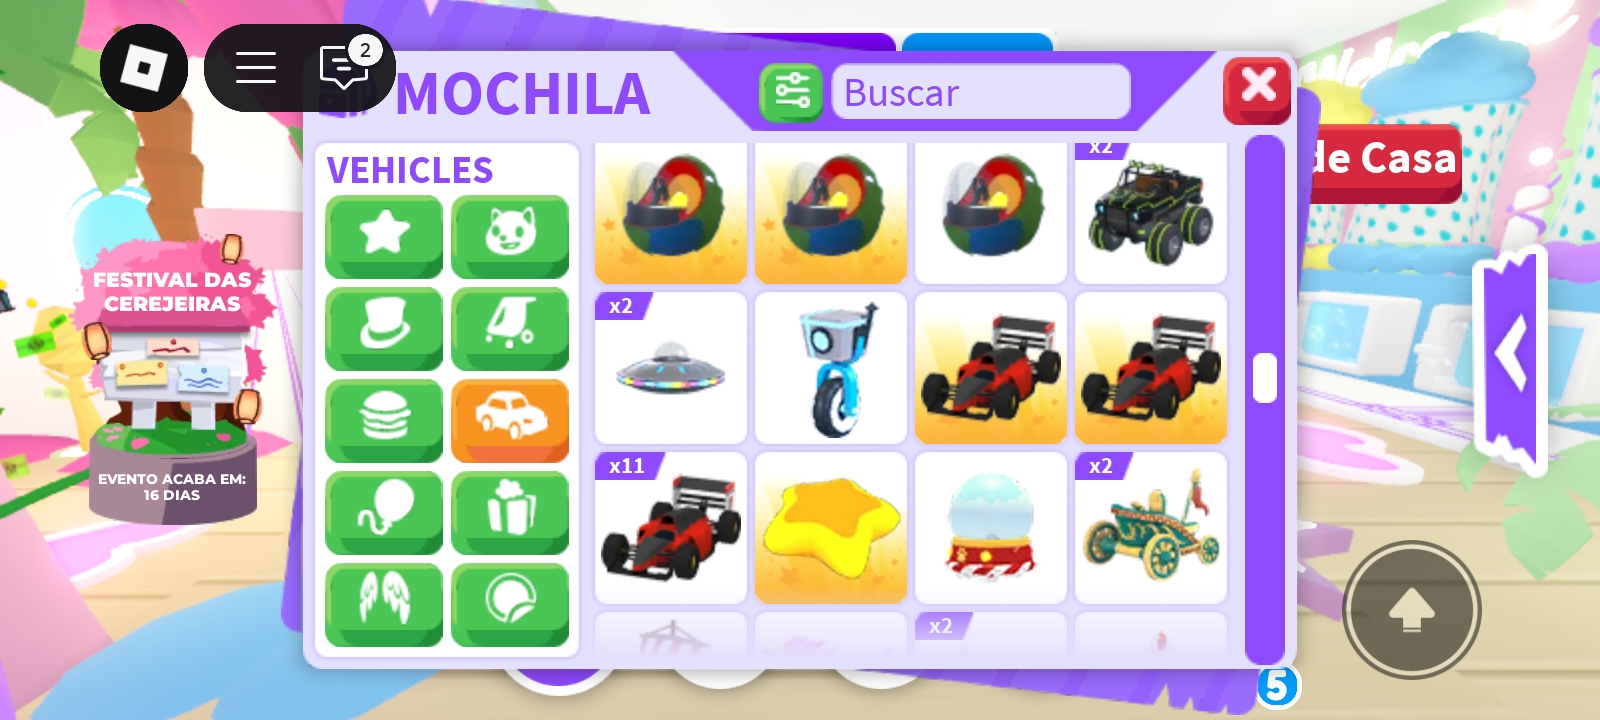 2
MOCHILA
Buscar
VEHICLES
x2
x2
x11
x2
x2
de Casa
FESTIVAL DAS
CEREJEIRAS
EVENTO ACABA EM:
16 DIAS
5